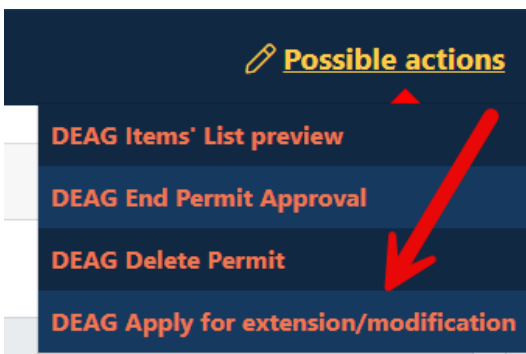 Possible actions
DEAG Items' List preview
DEAG End Permit Approval
DEAG Delete Permit
DEAG Apply for extension/modification